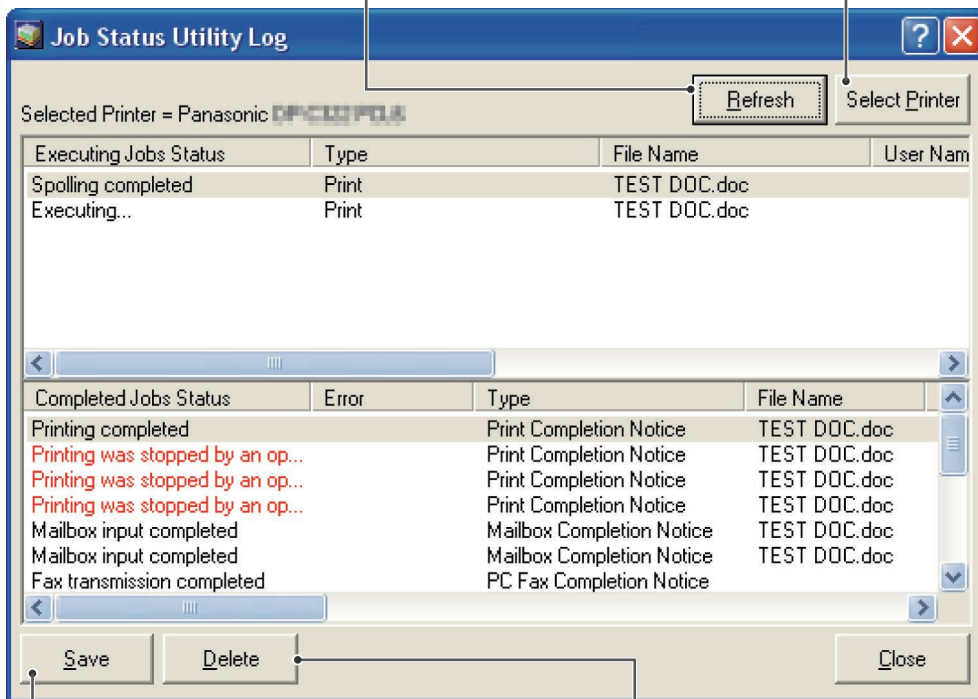 Job Status Utility Log
Selected Printer = Panasonic
Refresh
Select Printer
Executing Jobs Status Type File Name User Nam
Spolling completed Print TEST DOC.doc
Executing... Print TEST DOC.doc
Completed Jobs Status Error Type File Name
Printing completed Print Completion Notice TEST DOC.doc
Printing was stopped by an op... Print Completion Notice TEST DOC.doc
Printing was stopped by an op... Print Completion Notice TEST DOC.doc
Printing was stopped by an op... Print Completion Notice TEST DOC.doc
Mailbox input completed Mailbox Completion Notice TEST DOC.doc
Mailbox input completed Mailbox Completion Notice TEST DOC.doc
Fax transmission completed PC Fax Completion Notice
Save Delete Close